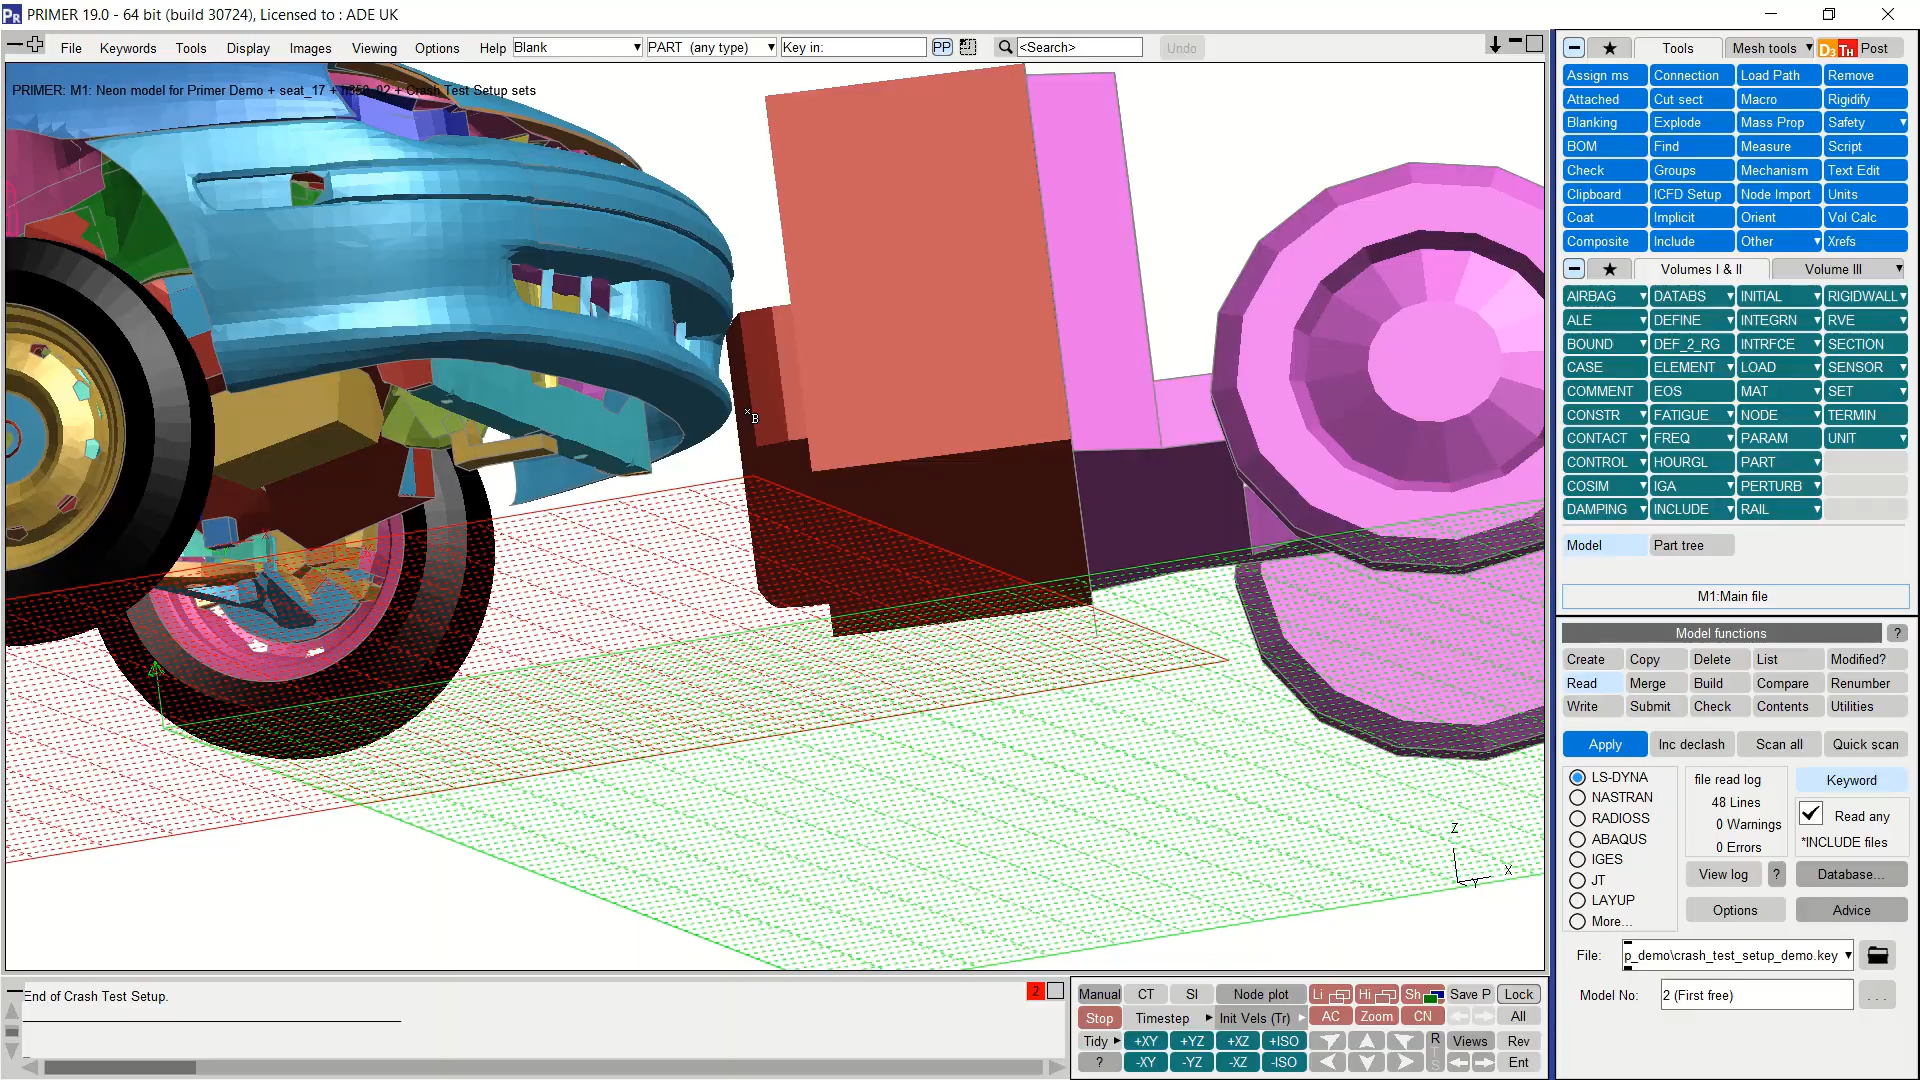 PRIMER 19.0 - 64 bit (build 30724), Licensed to : ADE UK
File Keywords Tools Display Images Viewing Options Help Blank PART (any type) Key in: PP <Search> Undo
PRIMER: M1: Neon model for Primer Demo + seat_17 + Crash Test Setup sets
B
Z
X
Y
Tools Mesh tools D3 TH Post
Assign ms Connection Load Path Remove
Attached Cut sect Macro Rigidify
Blanking Explode Mass Prop Safety
BOM Find Measure Script
Check Groups Mechanism Text Edit
Clipboard ICFD Setup Node Import Units
Coat Implicit Orient Vol Calc
Composite Include Other Xrefs
Volumes I & II Volume III
AIRBAG DATABS INITIAL RIGIDWALL
ALE DEFINE INTEGRN RVE
BOUND DEF_2_RG INTRFCE SECTION
CASE ELEMENT LOAD SENSOR
COMMENT EOS MAT SET
CONSTR FATIGUE NODE TERMIN
CONTACT FREQ PARAM UNIT
CONTROL HOURGL PART
COSIM IGA PERTURB
DAMPING INCLUDE RAIL
Model Part tree
M1:Main file
Model functions ?
Create Copy Delete List Modified?
Read Merge Build Compare Renumber
Write Submit Check Contents Utilities
Apply Inc declash Scan all Quick scan
LS-DYNA file read log Keyword
NASTRAN 48 Lines Read any
RADIOSS 0 Warnings *INCLUDE files
ABAQUS 0 Errors
IGES View log ? Database...
JT
LAYUP Options Advice
More...
File: p_demo\crash_test_setup_demo.key
Model No: 2 (First free) ...
End of Crash Test Setup.
2
Manual CT SI Node plot Li Hi Sh Save P Lock
Stop Timestep Init Vels (Tr) AC Zoom CN All
Tidy +XY +YZ +XZ +ISO R Views Rev
? -XY -YZ -XZ -ISO T S Ent